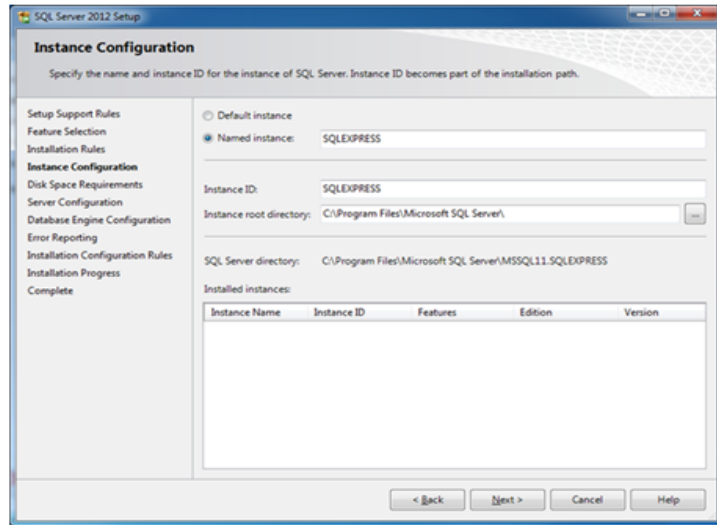 SQL Server 2012 Setup
Instance Configuration
Specify the name and instance ID for the instance of SQL Server. Instance ID becomes part of the installation path.
Setup Support Rules
Feature Selection
Installation Rules
Instance Configuration
Disk Space Requirements
Server Configuration
Database Engine Configuration
Error Reporting
Installation Configuration Rules
Installation Progress
Complete
Default instance
Named instance: SQLEXPRESS
Instance ID: SQLEXPRESS
Instance root directory: C:\Program Files\Microsoft SQL Server\ ...
SQL Server directory: C:\Program Files\Microsoft SQL Server\MSSQL11.SQLEXPRESS
Installed instances:
Instance Name Instance ID Features Edition Version
< Back Next > Cancel Help